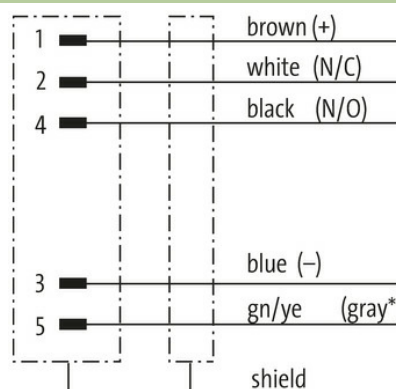 1 brown (+)
2 white (N/C)
4 black (N/O)
3 blue (–)
5 gn/ye (gray*
shield